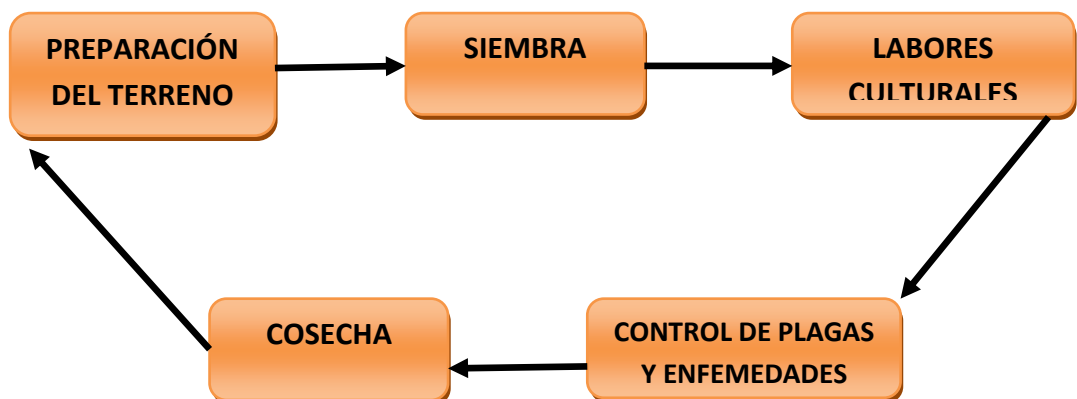 PREPARACIÓN
DEL TERRENO
SIEMBRA
LABORES
CULTURALES
CONTROL DE PLAGAS
Y ENFEMEDADES
COSECHA